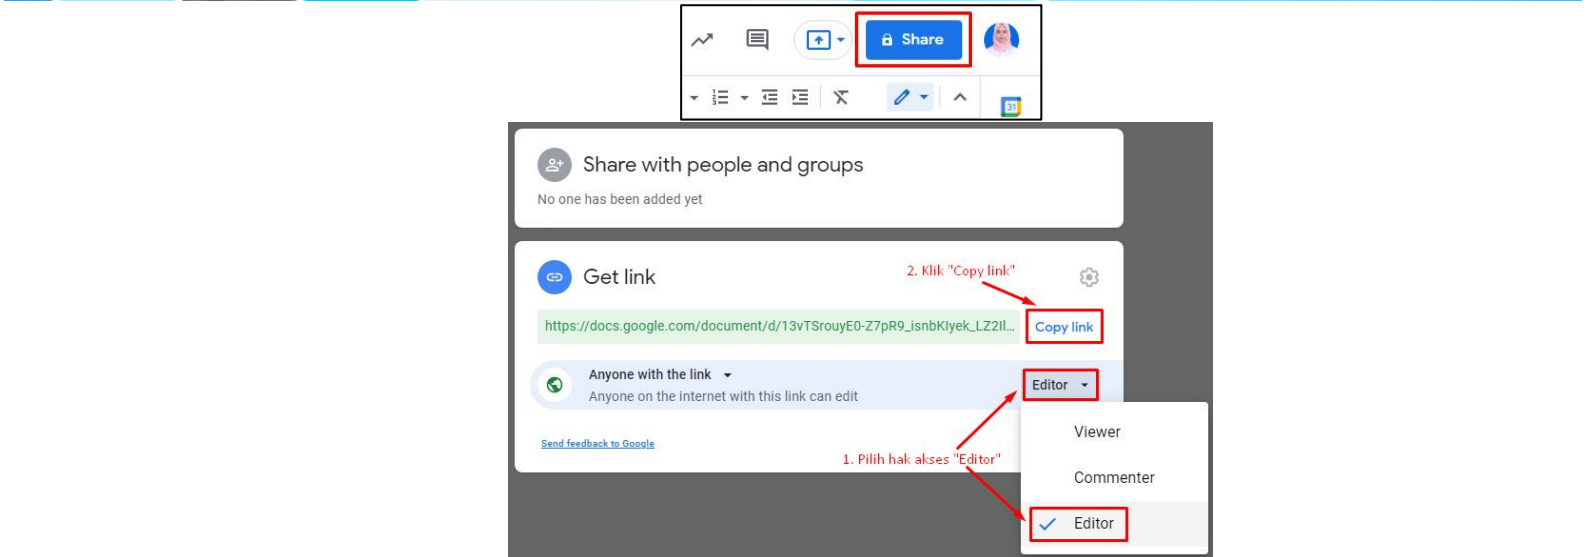 Share
31
Share with people and groups
No one has been added yet
Get link
2. Klik "Copy link"
https://docs.google.com/document/d/13vTSrouyE0-Z7pR9_isnbKIyek_LZ2Il...
Copy link
Anyone with the link
Editor
Anyone on the internet with this link can edit
Viewer
Send feedback to Google
1. Pilih hak akses "Editor"
Commenter
Editor